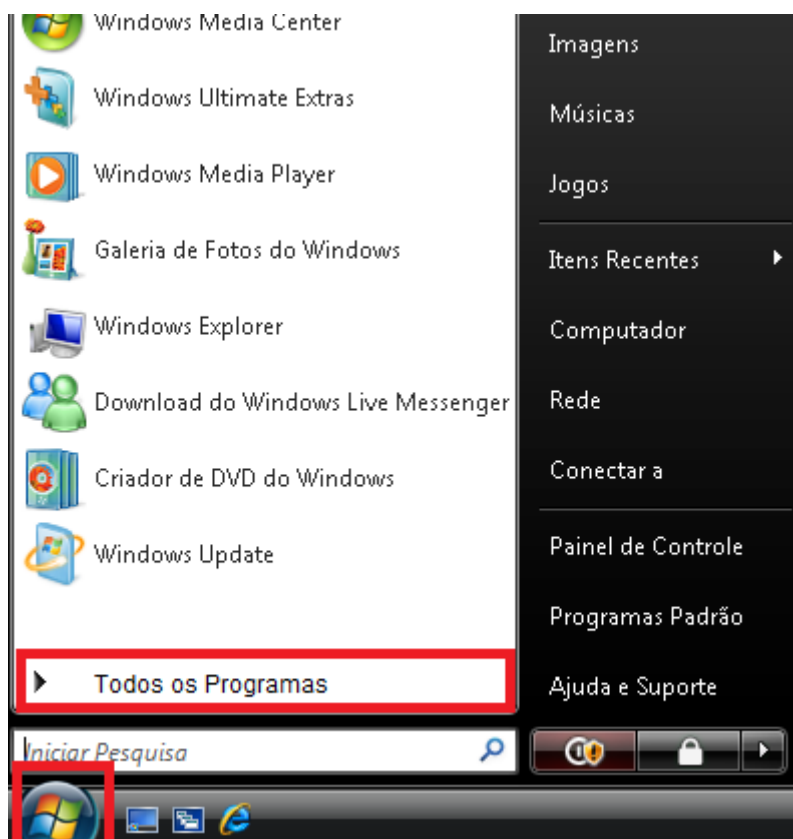 Windows Media Center
Windows Ultimate Extras
Windows Media Player
Galeria de Fotos do Windows
Windows Explorer
Download do Windows Live Messenger
Criador de DVD do Windows
Windows Update
Todos os Programas
Iniciar Pesquisa
Imagens
Músicas
Jogos
Itens Recentes
Computador
Rede
Conectar a
Painel de Controle
Programas Padrão
Ajuda e Suporte